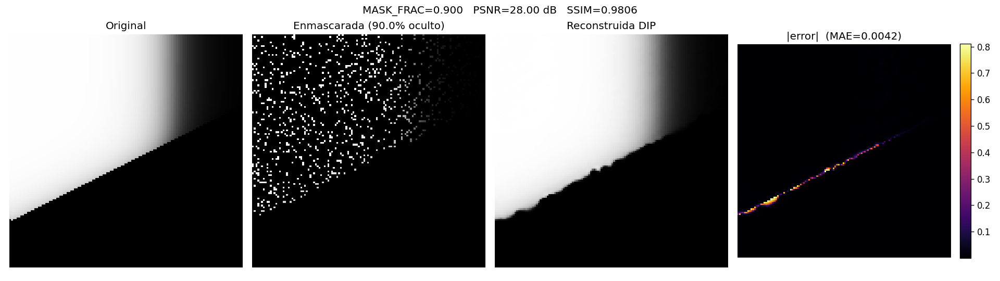 MASK_FRAC=0.900   PSNR=28.00 dB   SSIM=0.9806
Original
Enmascarada (90.0% oculto)
Reconstruida DIP
|error|  (MAE=0.0042)
0.8
0.7
0.6
0.5
0.4
0.3
0.2
0.1